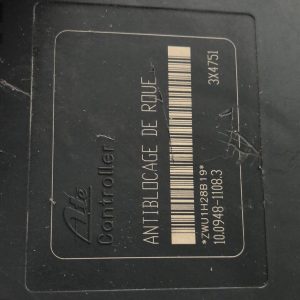 Ate
Controller
ANTIBLOCAGE DE ROUE
*ZWU1H28B19*
10.0948-1108.3
3X4751